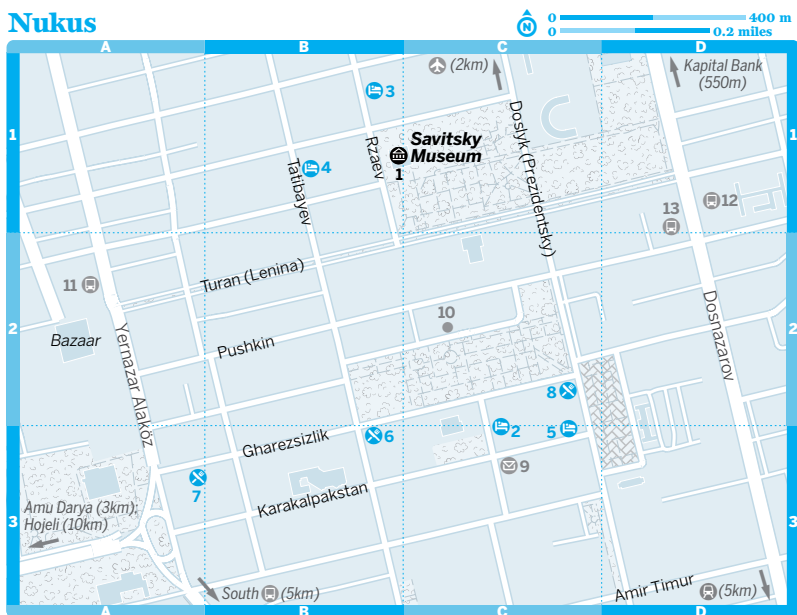 Nukus
N
0 400 m
0 0.2 miles
A B C D
(2km)
Kapital Bank
(550m)
3
1 1
Doslyk (Prezidentsky)
Rzaev
Savitsky
Museum
1
Tatibayev
4
12
13
Turan (Lenina)
11
10
2 2
Bazaar
Yernazar Alaköz
Pushkin
Dosnazarov
8
Gharezsizlik
6
2
5
9
7
Karakalpakstan
Amu Darya (3km);
Hojeli (10km)
3 3
South (5km)
Amir Timur
(5km)
A B C D